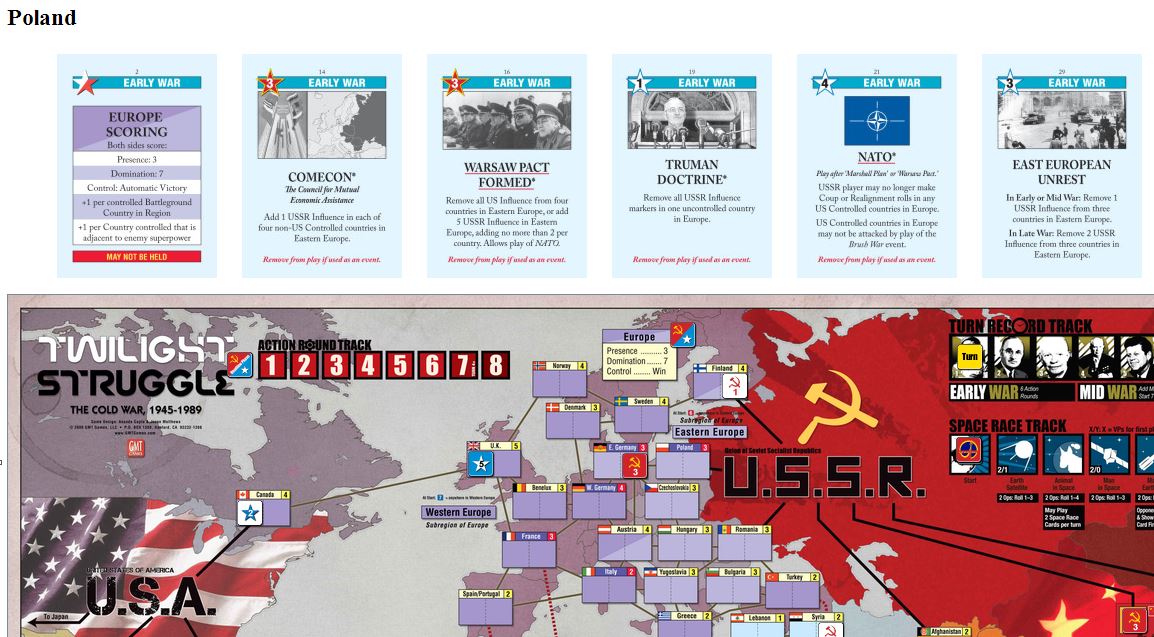 Poland
2
EARLY WAR
EUROPE
SCORING
Both sides score:
Presence: 3
Domination: 7
Control: Automatic Victory
+1 per controlled Battleground
Country in Region
+1 per Country controlled that is
adjacent to enemy superpower
MAY NOT BE HELD
14
3
EARLY WAR
COMECON*
The Council for Mutual
Economic Assistance
Add 1 USSR Influence in each of
four non-US Controlled countries in
Eastern Europe.
Remove from play if used as an event.
16
3
EARLY WAR
WARSAW PACT
FORMED*
Remove all US Influence from four
countries in Eastern Europe, or add
5 USSR Influence in Eastern
Europe, adding no more than 2 per
country. Allows play of NATO.
Remove from play if used as an event.
19
1
EARLY WAR
TRUMAN
DOCTRINE*
Remove all USSR Influence
markers in one uncontrolled country
in Europe.
Remove from play if used as an event.
21
4
EARLY WAR
NATO*
Play after 'Marshall Plan' or 'Warsaw Pact.'
USSR player may no longer make
Coup or Realignment rolls in any
US Controlled countries in Europe.
US Controlled countries in Europe
may not be attacked by play of the
Brush War event.
Remove from play if used as an event.
29
3
EARLY WAR
EAST EUROPEAN
UNREST
In Early or Mid War: Remove 1
USSR Influence from three
countries in Eastern Europe.
In Late War: Remove 2 USSR
Influence from three countries in
Eastern Europe.
TWILIGHT
STRUGGLE
THE COLD WAR, 1945-1989
GMT
GAMES
ACTION ROUND TRACK
1 2 3 4 5 6 7 8
Europe
Presence .......... 3
Domination ..... 7
Control ........ Win
TURN RECORD TRACK
Turn
EARLY WAR 6 Action
Rounds
MID WAR
SPACE RACE TRACK
Start
2/1
Earth
Satellite
2 Ops: Roll 1-3
Animal
in Space
2 Ops: Roll 1-4
May Play
2 Space Race
Cards per turn
2/0
Man
in Space
2 Ops: Roll 1-3
Norway 4
Finland 4
1
Denmark 3
Sweden 4
Subregion of Europe
Eastern Europe
U.K. 5
5
E. Germany 3
3
Poland 3
Union of Soviet Socialist Republics
U.S.S.R.
Benelux 3
W. Germany 4
Czechoslovakia 3
Canada 4
2
Western Europe
Subregion of Europe
France 3
Austria 4
Hungary 3
Romania 3
Italy 2
Yugoslavia 3
Bulgaria 3
Turkey 2
UNITED STATES OF AMERICA
U.S.A.
To Japan
Spain/Portugal 2
Greece 2
Lebanon 1
Syria 2
Afghanistan 2
3